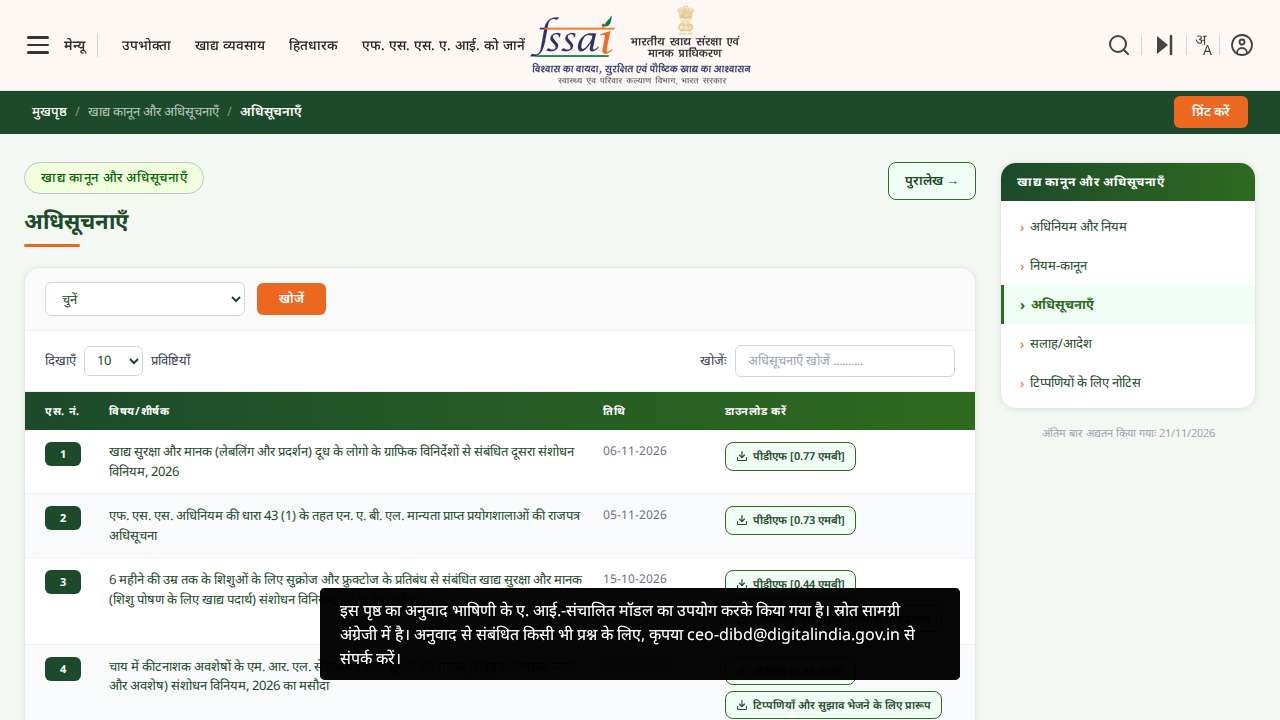 मेन्यू
उपभोक्ता
खाद्य व्यवसाय
हितधारक
एफ. एस. एस. ए. आई. को जानें
fssai
भारतीय खाद्य संरक्षा एवं
मानक प्राधिकरण
विश्वास का वायदा, सुरक्षित एवं पौष्टिक खाद्य का आश्वासन
स्वास्थ्य एंव परिवार कल्याण विभाग, भारत सरकार
अ
A
मुखपृष्ठ / खाद्य कानून और अधिसूचनाएँ / अधिसूचनाएँ
प्रिंट करें
खाद्य कानून और अधिसूचनाएँ
पुरालेख →
अधिसूचनाएँ
चुनें
खोजें
दिखाएँ 10 प्रविष्टियाँ
खोजेंः अधिसूचनाएँ खोजें ..........
एस. नं. विषय/शीर्षक तिथि डाउनलोड करें
1 खाद्य सुरक्षा और मानक (लेबलिंग और प्रदर्शन) दूध के लोगो के ग्राफिक विनिर्देशों से संबंधित दूसरा संशोधन
विनियम, 2026
06-11-2026
पीडीएफ [0.77 एमबी]
2 एफ. एस. एस. अधिनियम की धारा 43 (1) के तहत एन. ए. बी. एल. मान्यता प्राप्त प्रयोगशालाओं की राजपत्र
अधिसूचना
05-11-2026
पीडीएफ [0.73 एमबी]
3 6 महीने की उम्र तक के शिशुओं के लिए सुक्रोज और फ्रुक्टोज के प्रतिबंध से संबंधित खाद्य सुरक्षा और मानक
(शिशु पोषण के लिए खाद्य पदार्थ) संशोधन
15-10-2026
पीडीएफ [0.44 एमबी]
4 चाय में कीटनाशक अवशेषों के एम. आर. एल.
और अवशेष) संशोधन विनियम, 2026 का मसौदा
टिप्पणियाँ और सुझाव भेजने के लिए प्रारूप
इस पृष्ठ का अनुवाद भाषिणी के ए. आई.-संचालित मॉडल का उपयोग करके किया गया है। स्रोत सामग्री
अंग्रेजी में है। अनुवाद से संबंधित किसी भी प्रश्न के लिए, कृपया ceo-dibd@digitalindia.gov.in से
संपर्क करें।
खाद्य कानून और अधिसूचनाएँ
› अधिनियम और नियम
› नियम-कानून
› अधिसूचनाएँ
› सलाह/आदेश
› टिप्पणियों के लिए नोटिस
अंतिम बार अद्यतन किया गयाः 21/11/2026